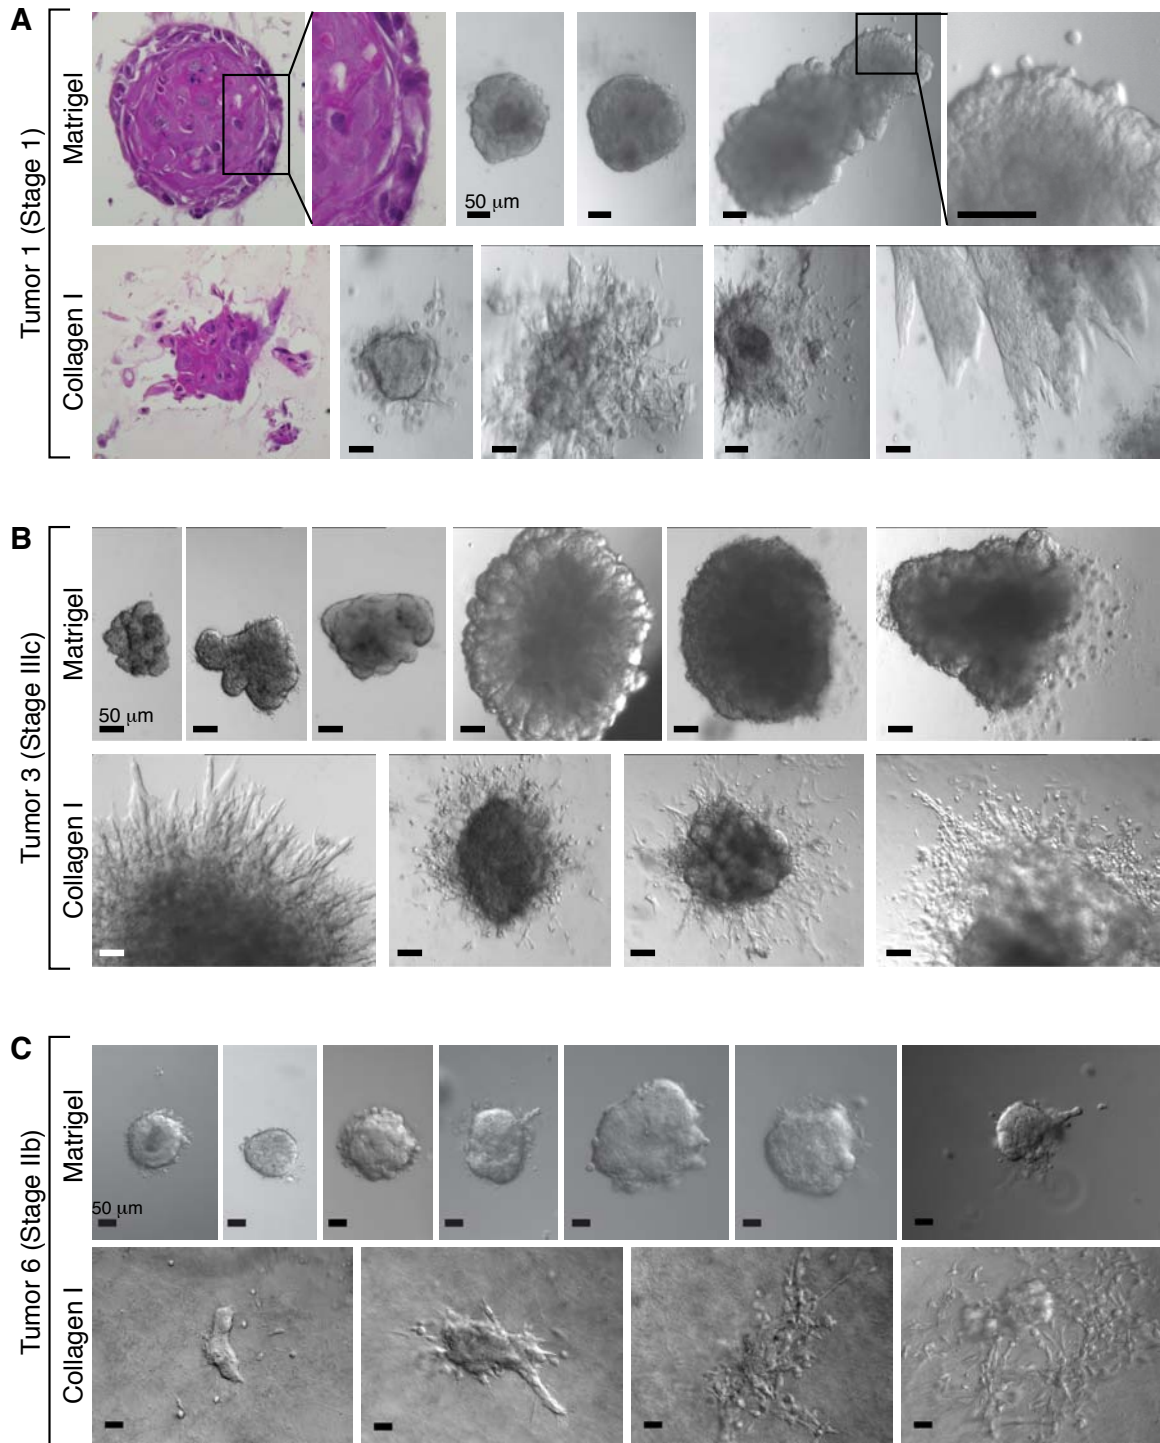 A
Tumor 1 (Stage 1)
Matrigel
50 μm
Collagen I
B
Tumor 3 (Stage IIIc)
Matrigel
50 μm
Collagen I
C
Tumor 6 (Stage IIb)
Matrigel
50 μm
Collagen I